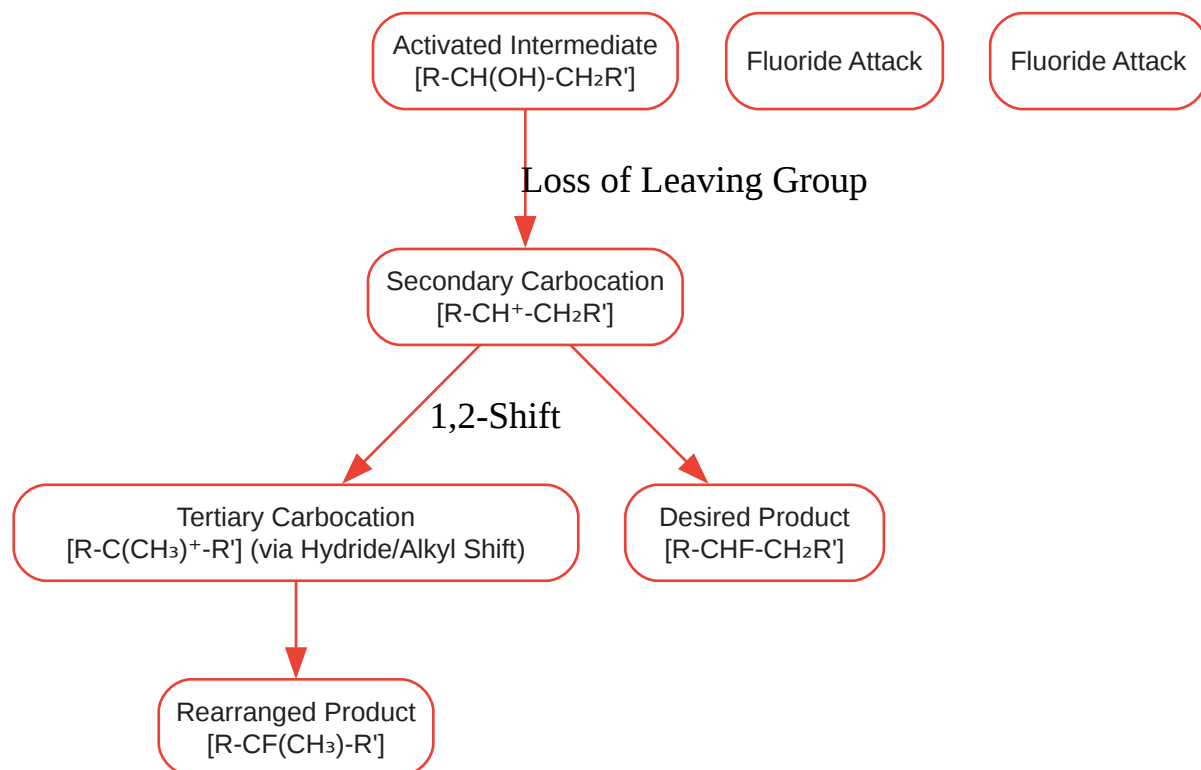 Activated Intermediate
[R-CH(OH)-CH₂R']
Fluoride Attack
Fluoride Attack
Loss of Leaving Group
Secondary Carbocation
[R-CH⁺-CH₂R']
1,2-Shift
Tertiary Carbocation
[R-C(CH₃)⁺-R'] (via Hydride/Alkyl Shift)
Desired Product
[R-CHF-CH₂R']
Rearranged Product
[R-CF(CH₃)-R']